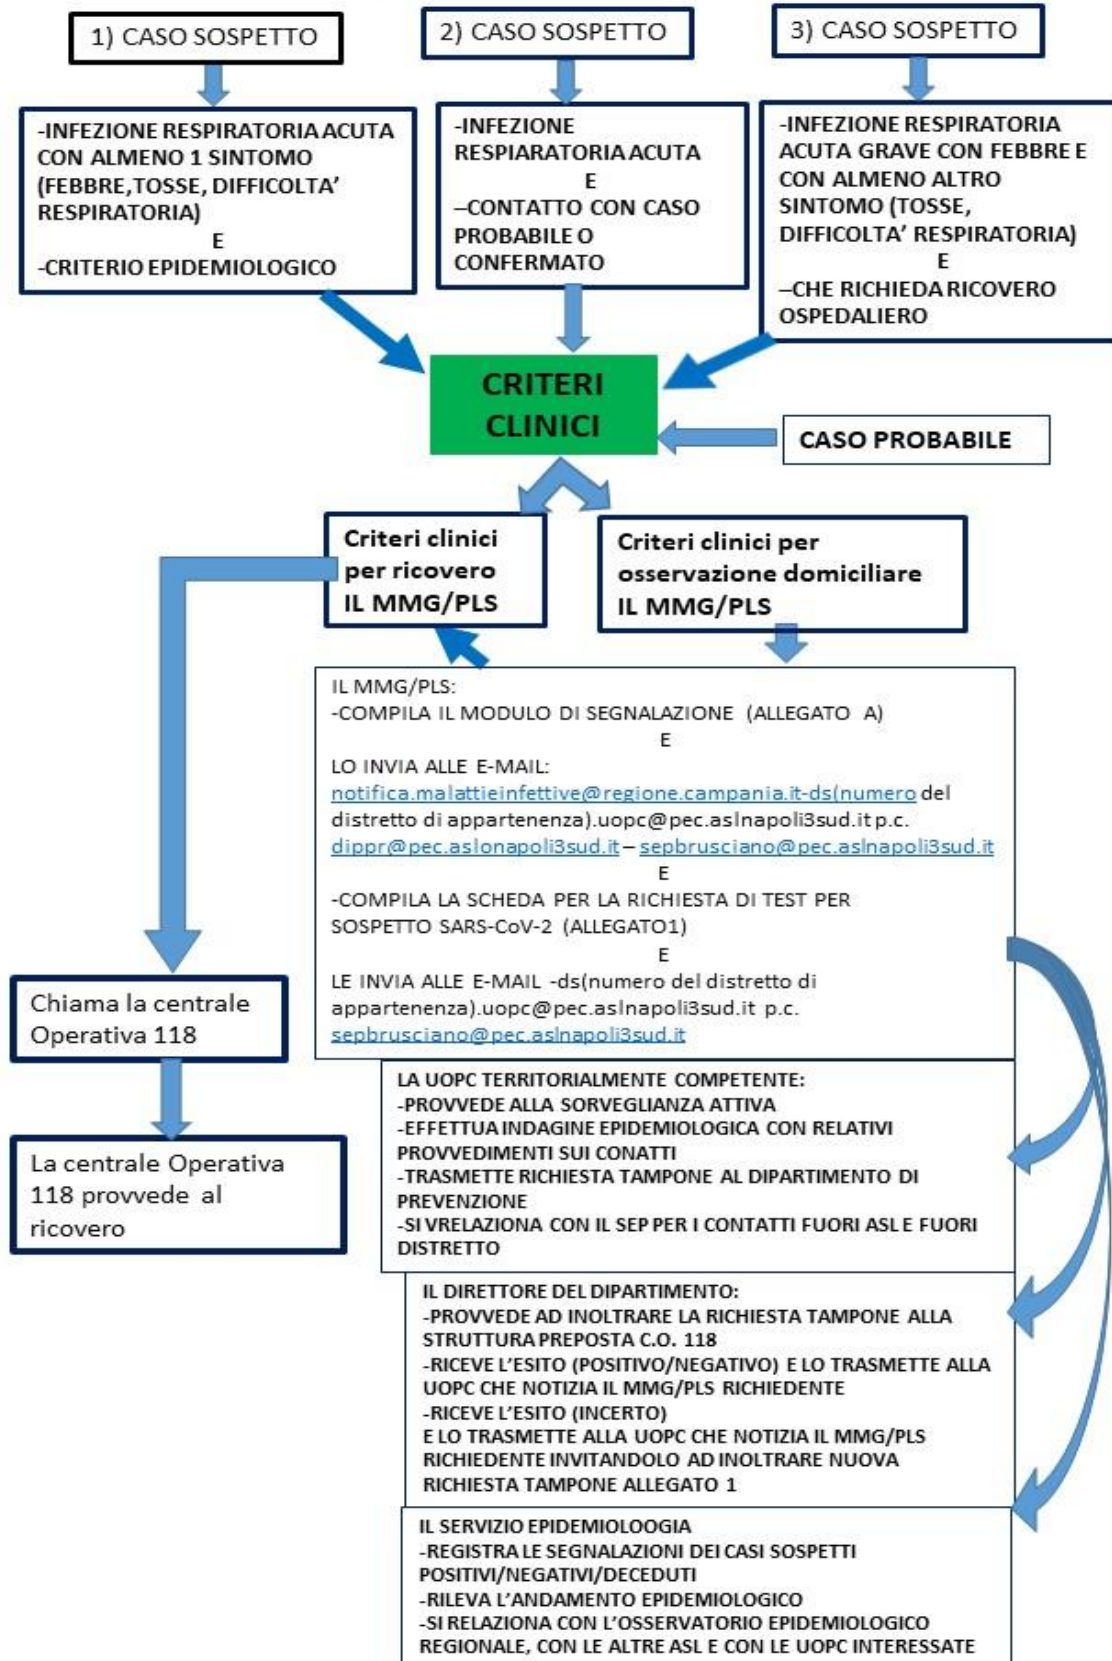 1) CASO SOSPETTO
2) CASO SOSPETTO
3) CASO SOSPETTO
-INFEZIONE RESPIRATORIA ACUTA
CON ALMENO 1 SINTOMO
(FEBBRE,TOSSE, DIFFICOLTA’
RESPIRATORIA)
E
-CRITERIO EPIDEMIOLOGICO
-INFEZIONE
RESPIARATORIA ACUTA
E
–CONTATTO CON CASO
PROBABILE O
CONFERMATO
-INFEZIONE RESPIRATORIA
ACUTA GRAVE CON FEBBRE E
CON ALMENO ALTRO
SINTOMO (TOSSE,
DIFFICOLTA’ RESPIRATORIA)
E
–CHE RICHIEDA RICOVERO
OSPEDALIERO
CRITERI
CLINICI
CASO PROBABILE
Criteri clinici
per ricovero
IL MMG/PLS
Criteri clinici per
osservazione domiciliare
IL MMG/PLS
IL MMG/PLS:
-COMPILA IL MODULO DI SEGNALAZIONE (ALLEGATO A)
E
LO INVIA ALLE E-MAIL:
notifica.malattieinfettive@regione.campania.it-ds(numero del
distretto di appartenenza).uopc@pec.aslnapoli3sud.it p.c.
dippr@pec.aslonapoli3sud.it – sepbrusciano@pec.aslnapoli3sud.it
E
-COMPILA LA SCHEDA PER LA RICHIESTA DI TEST PER
SOSPETTO SARS-CoV-2 (ALLEGATO1)
E
LE INVIA ALLE E-MAIL -ds(numero del distretto di
appartenenza).uopc@pec.aslnapoli3sud.it p.c.
sepbrusciano@pec.aslnapoli3sud.it
Chiama la centrale
Operativa 118
La centrale Operativa
118 provvede al
ricovero
LA UOPC TERRITORIALMENTE COMPETENTE:
-PROVVEDE ALLA SORVEGLIANZA ATTIVA
-EFFETTUA INDAGINE EPIDEMIOLOGICA CON RELATIVI
PROVVEDIMENTI SUI CONATTI
-TRASMETTE RICHIESTA TAMPONE AL DIPARTIMENTO DI
PREVENZIONE
-SI VRELAZIONA CON IL SEP PER I CONTATTI FUORI ASL E FUORI
DISTRETTO
IL DIRETTORE DEL DIPARTIMENTO:
-PROVVEDE AD INOLTRARE LA RICHIESTA TAMPONE ALLA
STRUTTURA PREPOSTA C.O. 118
-RICEVE L’ESITO (POSITIVO/NEGATIVO) E LO TRASMETTE ALLA
UOPC CHE NOTIZIA IL MMG/PLS RICHIEDENTE
-RICEVE L’ESITO (INCERTO)
E LO TRASMETTE ALLA UOPC CHE NOTIZIA IL MMG/PLS
RICHIEDENTE INVITANDOLO AD INOLTRARE NUOVA
RICHIESTA TAMPONE ALLEGATO 1
IL SERVIZIO EPIDEMIOLOOGIA
-REGISTRA LE SEGNALAZIONI DEI CASI SOSPETTI
POSITIVI/NEGATIVI/DECEDUTI
-RILEVA L’ANDAMENTO EPIDEMIOLOGICO
-SI RELAZIONA CON L’OSSERVATORIO EPIDEMIOLOGICO
REGIONALE, CON LE ALTRE ASL E CON LE UOPC INTERESSATE